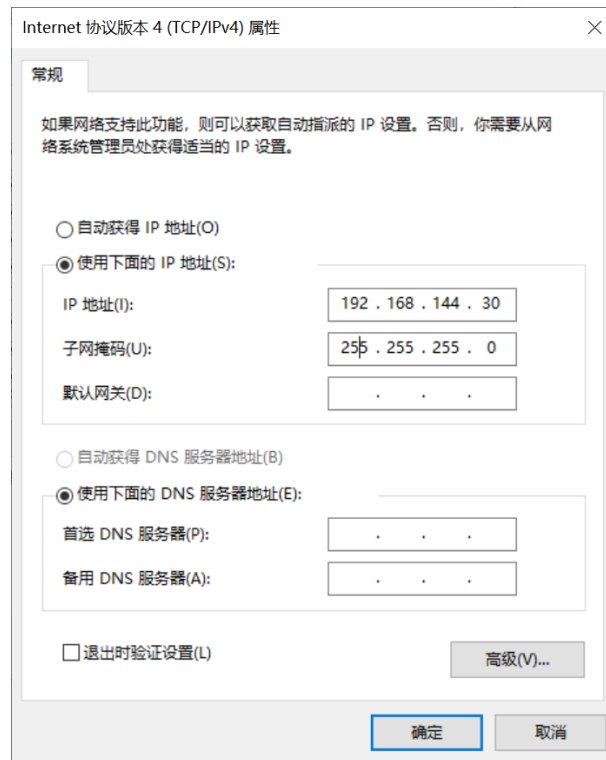 Internet 协议版本 4 (TCP/IPv4) 属性
常规
如果网络支持此功能，则可以获取自动指派的 IP 设置。否则，你需要从网
络系统管理员处获得适当的 IP 设置。
自动获得 IP 地址(O)
使用下面的 IP 地址(S):
IP 地址(I): 192 . 168 . 144 . 30
子网掩码(U): 255 . 255 . 255 . 0
默认网关(D): . . .
自动获得 DNS 服务器地址(B)
使用下面的 DNS 服务器地址(E):
首选 DNS 服务器(P): . . .
备用 DNS 服务器(A): . . .
退出时验证设置(L)
高级(V)...
确定 取消